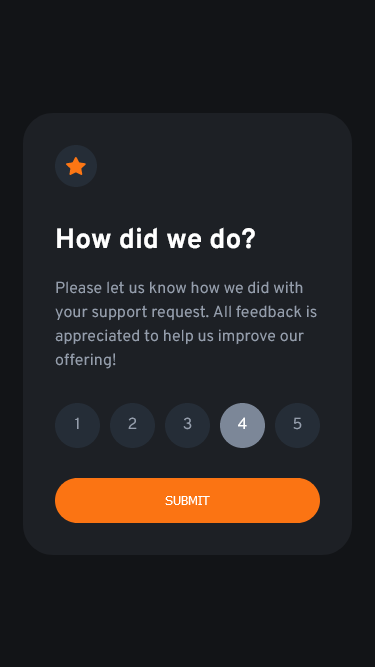 How did we do?
Please let us know how we did with
your support request. All feedback is
appreciated to help us improve our
offering!
1 2 3 4 5
SUBMIT